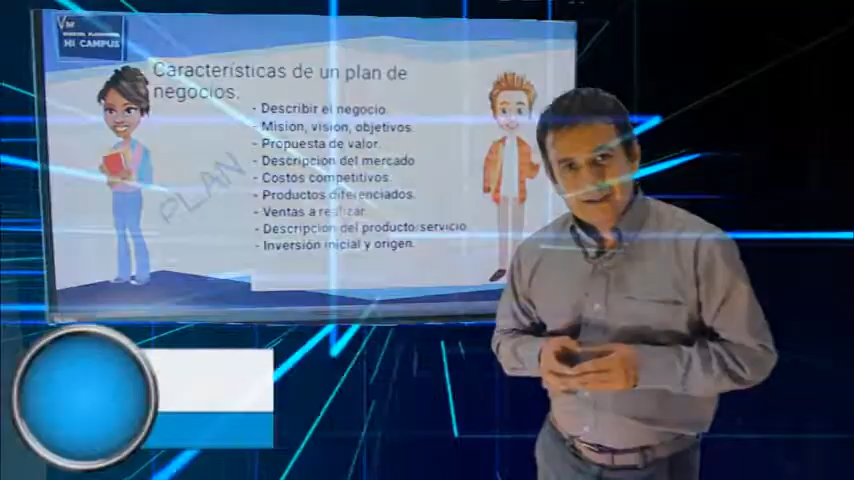 MI CAMPUS
Características de un plan de
negocios.
PLAN
- Describir el negocio.
- Misión, visión, objetivos.
- Propuesta de valor.
- Descripción del mercado
- Costos competitivos.
- Productos diferenciados.
- Ventas a realizar.
- Descripción del producto/servicio
- Inversión inicial y origen.